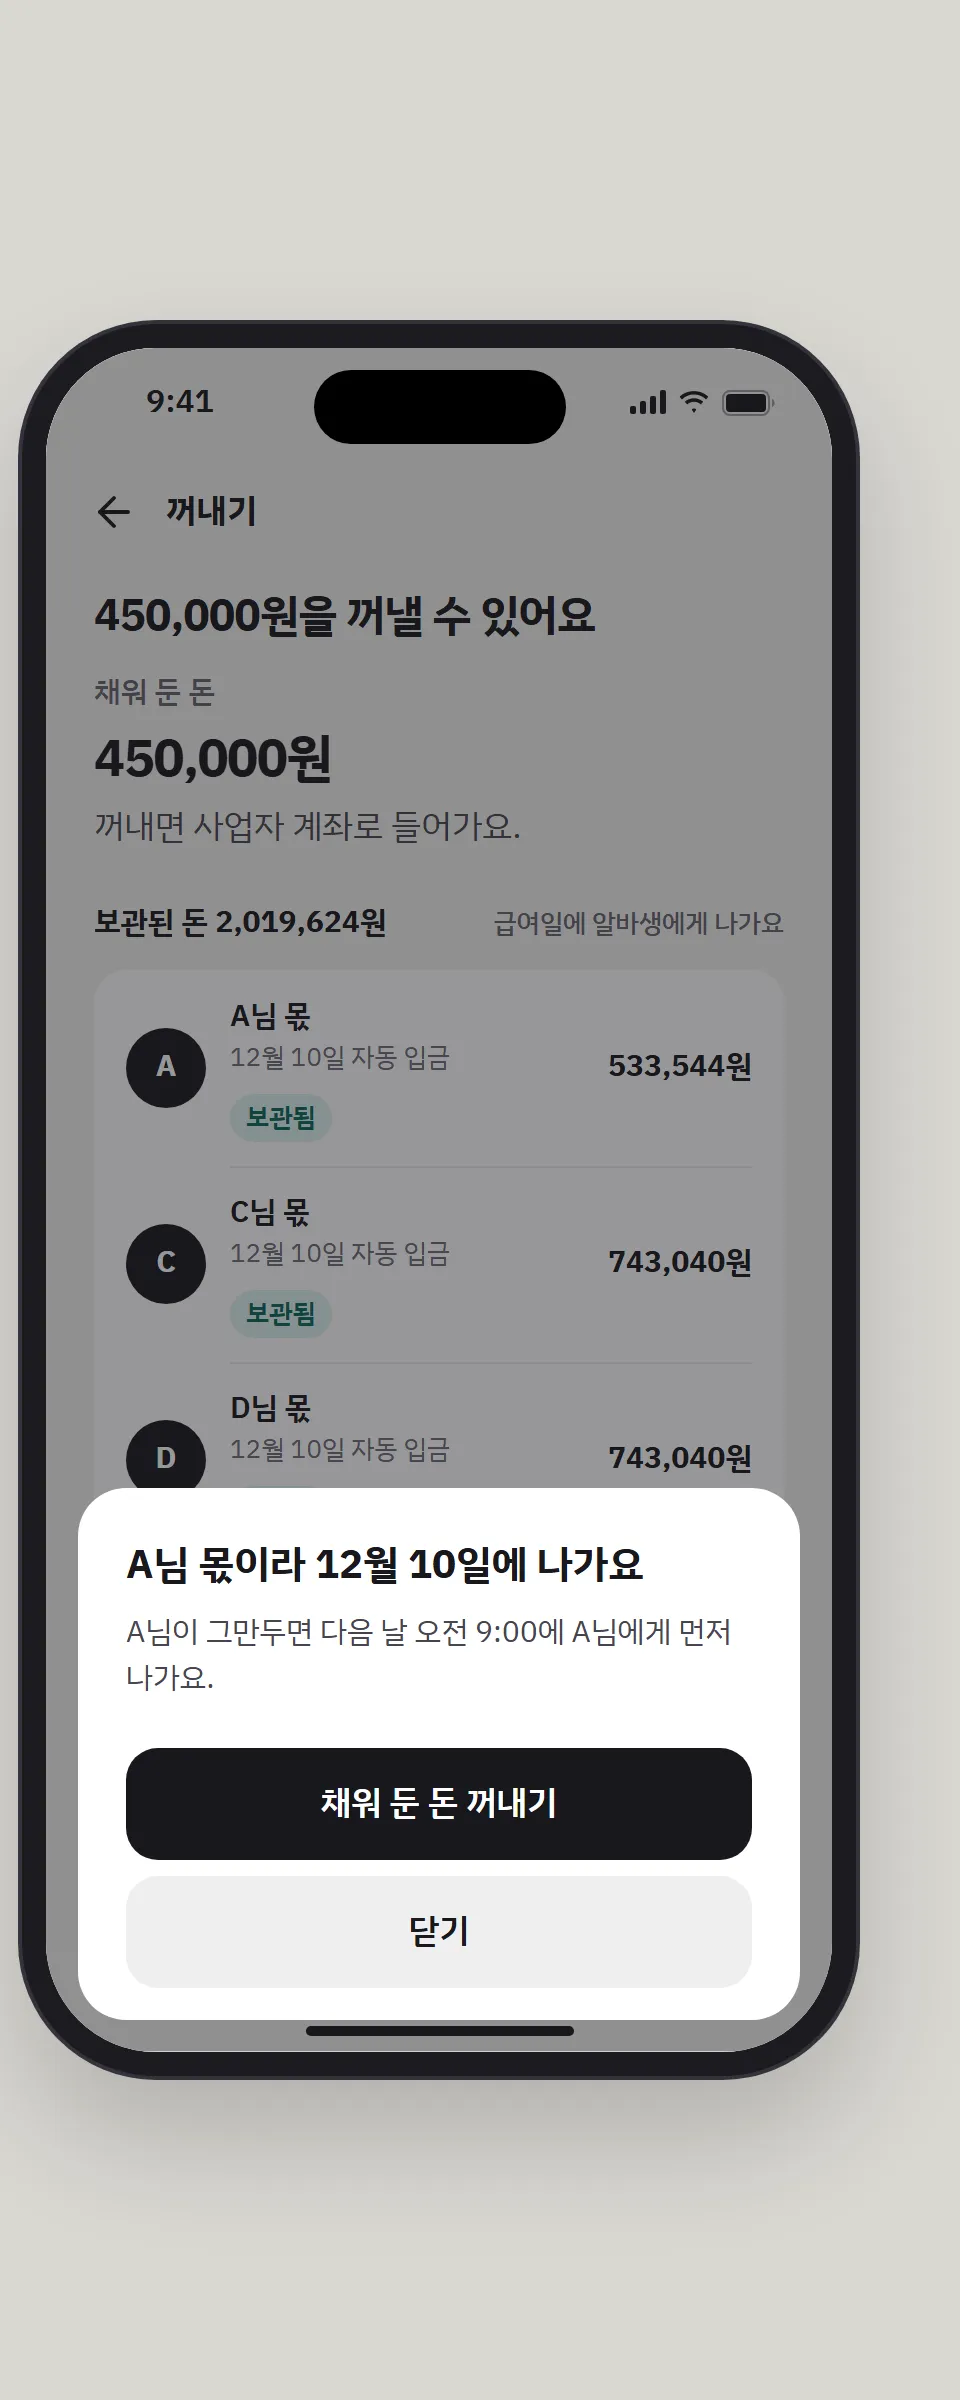 9:41
꺼내기
450,000원을 꺼낼 수 있어요
채워 둔 돈
450,000원
꺼내면 사업자 계좌로 들어가요.
보관된 돈 2,019,624원
급여일에 알바생에게 나가요
A
A님 몫
12월 10일 자동 입금
보관됨
533,544원
C
C님 몫
12월 10일 자동 입금
보관됨
743,040원
D
D님 몫
12월 10일 자동 입금
743,040원
A님 몫이라 12월 10일에 나가요
A님이 그만두면 다음 날 오전 9:00에 A님에게 먼저
나가요.
채워 둔 돈 꺼내기
닫기